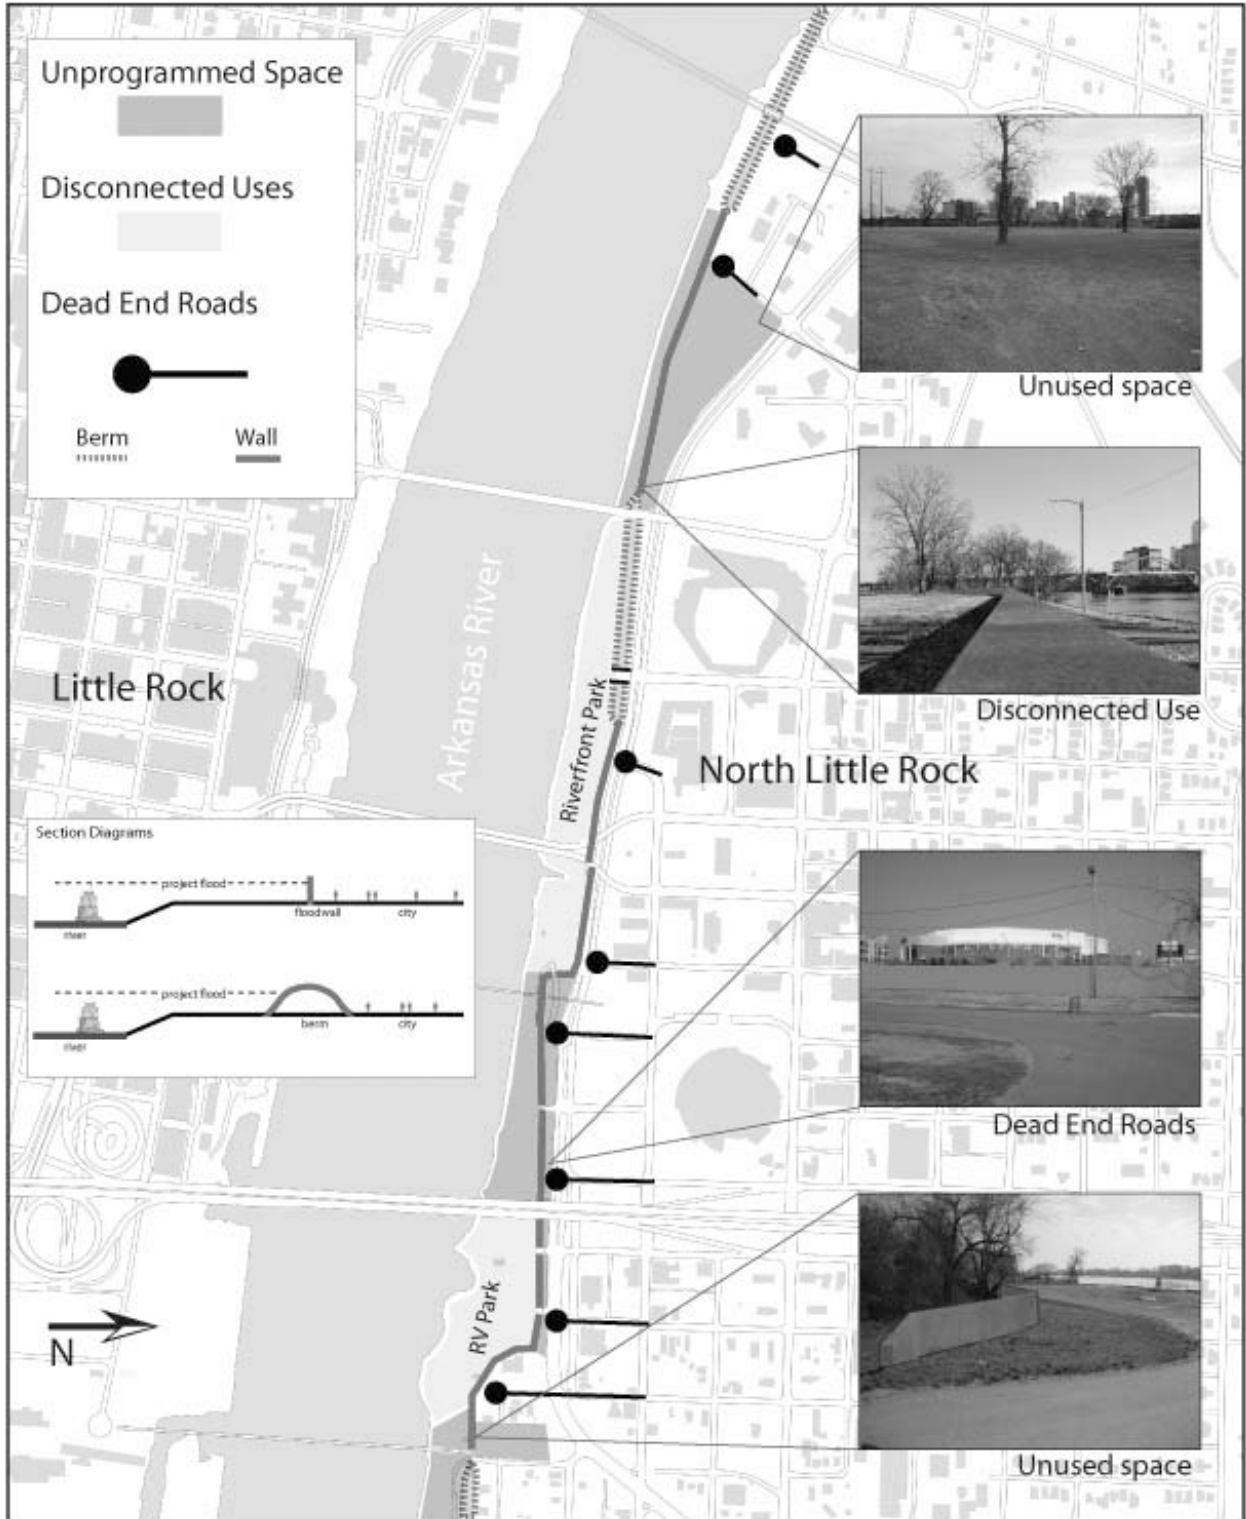 Unprogrammed Space
Disconnected Uses
Dead End Roads
Berm
Wall
Unused space
Disconnected Use
Arkansas River
Little Rock
Riverfront Park
North Little Rock
Section Diagrams
project flood
floodwall
city
river
project flood
berm
city
river
Dead End Roads
RV Park
N
Unused space